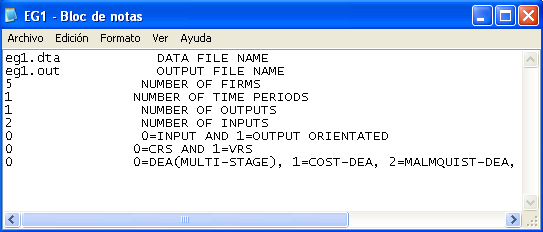 EG1 - Bloc de notas
Archivo Edición Formato Ver Ayuda
eg1.dta DATA FILE NAME
eg1.out OUTPUT FILE NAME
5 NUMBER OF FIRMS
1 NUMBER OF TIME PERIODS
1 NUMBER OF OUTPUTS
2 NUMBER OF INPUTS
0 0=INPUT AND 1=OUTPUT ORIENTATED
0 0=CRS AND 1=VRS
0 0=DEA(MULTI-STAGE), 1=COST-DEA, 2=MALMQUIST-DEA,